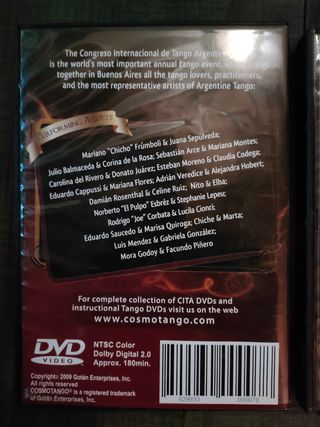 The Congreso Internacional de Tango Argentino
is the world's most important annual tango event,
together in Buenos Aires all the tango lovers, practitioners,
and the most representative artists of Argentine Tango:
PERFORMING ARTISTS
Mariano "Chicho" Frúmboli & Juana Sepúlveda;
Julio Balmaceda & Corina de la Rosa; Sebastián Arce & Mariana Montes;
Carolina del Rivero & Donato Juárez; Esteban Moreno & Claudia Codega;
Eduardo Cappussi & Mariana Flores; Adrián Veredice & Alejandra Hobert;
Damián Rosenthal & Celine Ruiz; Nito & Elba;
Norberto "El Pulpo" Esbréz & Stephanie Lepeu;
Rodrigo "Joe" Corbata & Lucila Cionci;
Eduardo Saucedo & Marisa Quiroga; Chiche & Marta;
Luis Mendez & Gabriela González;
Mora Godoy & Facundo Piñero
For complete collection of CITA DVDs and
instructional Tango DVDs visit us on the web
www.cosmotango.com
DVD
VIDEO
NTSC Color
Dolby Digital 2.0
Approx. 180min.
Copyright: 2009 Gotán Enterprises, Inc.
All rights reserved
COSMOTANGO® is a registered trademark
of Gotán Enterprises, Inc.
000078